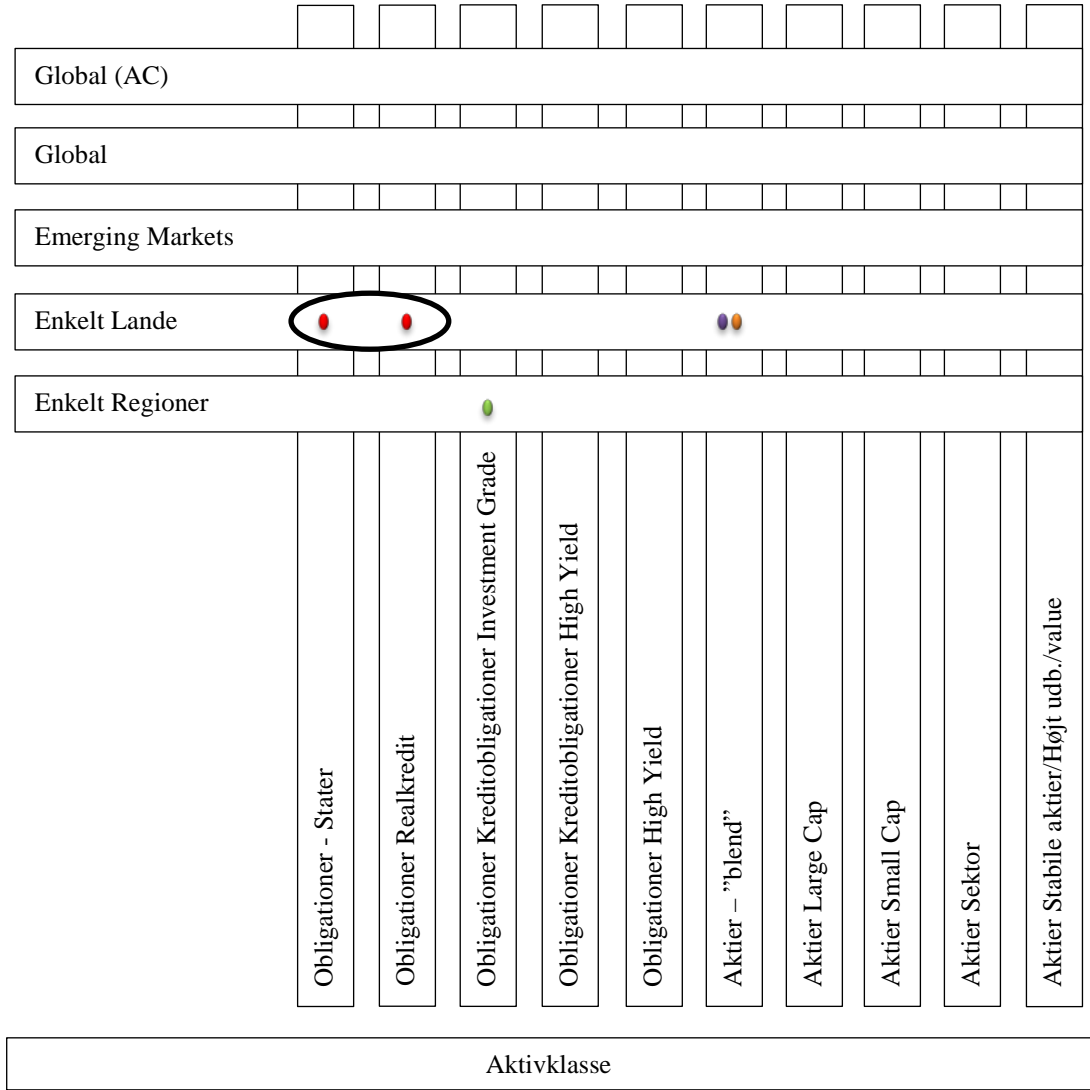 Global (AC)
Global
Emerging Markets
Enkelt Lande
Enkelt Regioner
Obligationer - Stater
Obligationer Realkredit
Obligationer Kreditobligationer Investment Grade
Obligationer Kreditobligationer High Yield
Obligationer High Yield
Aktier – ”blend”
Aktier Large Cap
Aktier Small Cap
Aktier Sektor
Aktier Stabile aktier/Højt udb./value
Aktivklasse